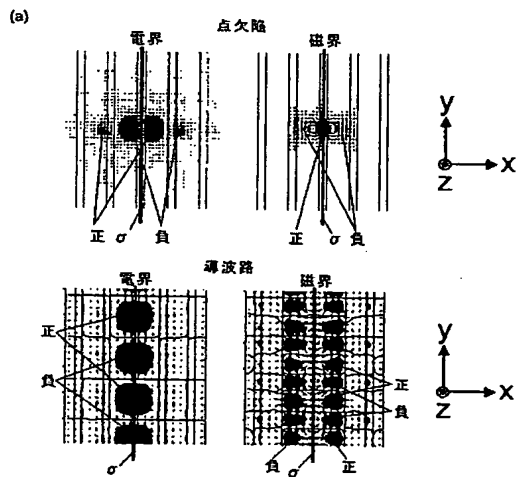 (a)
点欠陥
電界 磁界
y
x
z
正 σ 負 正 σ 負
導波路
電界 磁界
正
負
正
負
y
x
z
σ 負 σ 正